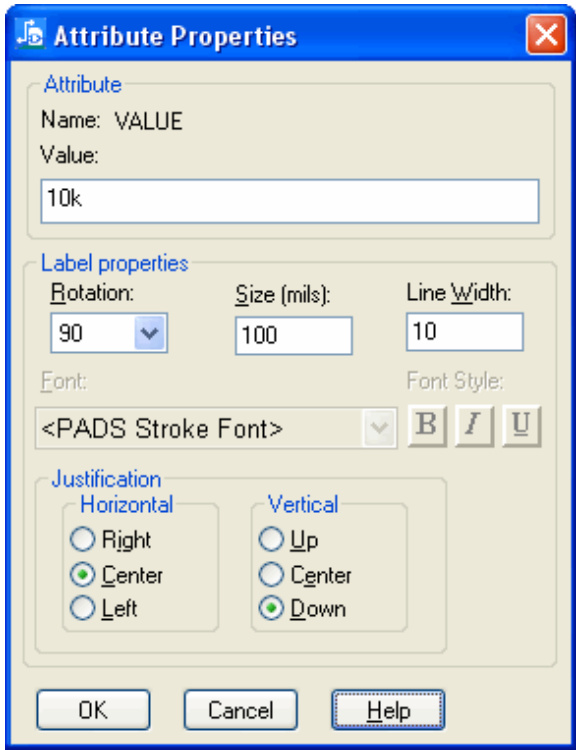 Attribute Properties
Attribute
Name: VALUE
Value:
10k
Label properties
Rotation: Size (mils): Line Width:
90 100 10
Font: Font Style:
<PADS Stroke Font> B I U
Justification
Horizontal Vertical
Right Up
Center Center
Left Down
OK Cancel Help